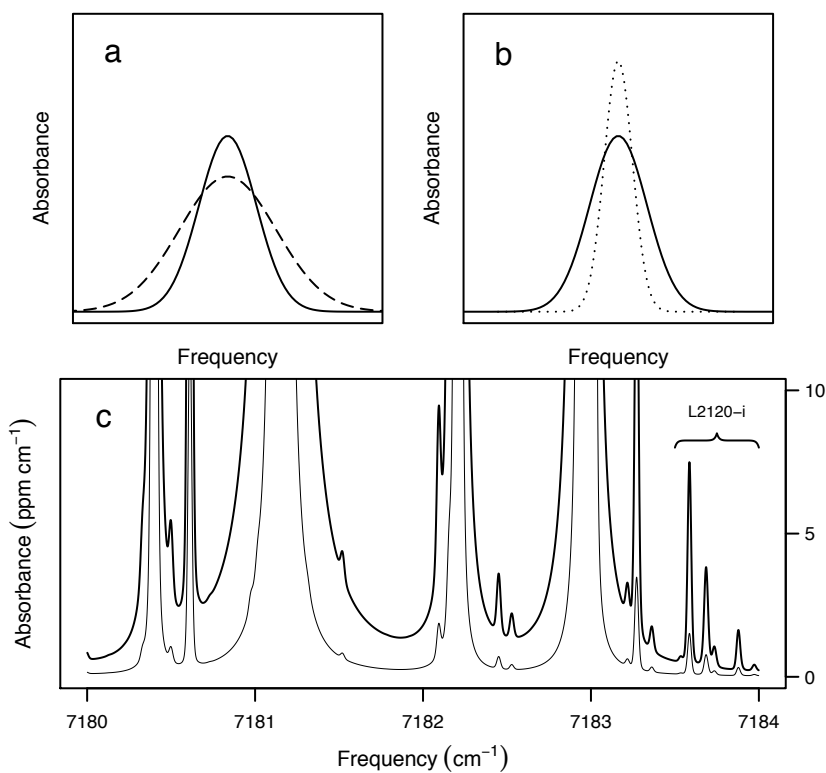 a
b
Absorbance
Absorbance
Frequency
Frequency
c
L2120−i
Absorbance (ppm cm⁻¹)
10
5
0
7180
7181
7182
7183
7184
Frequency (cm⁻¹)